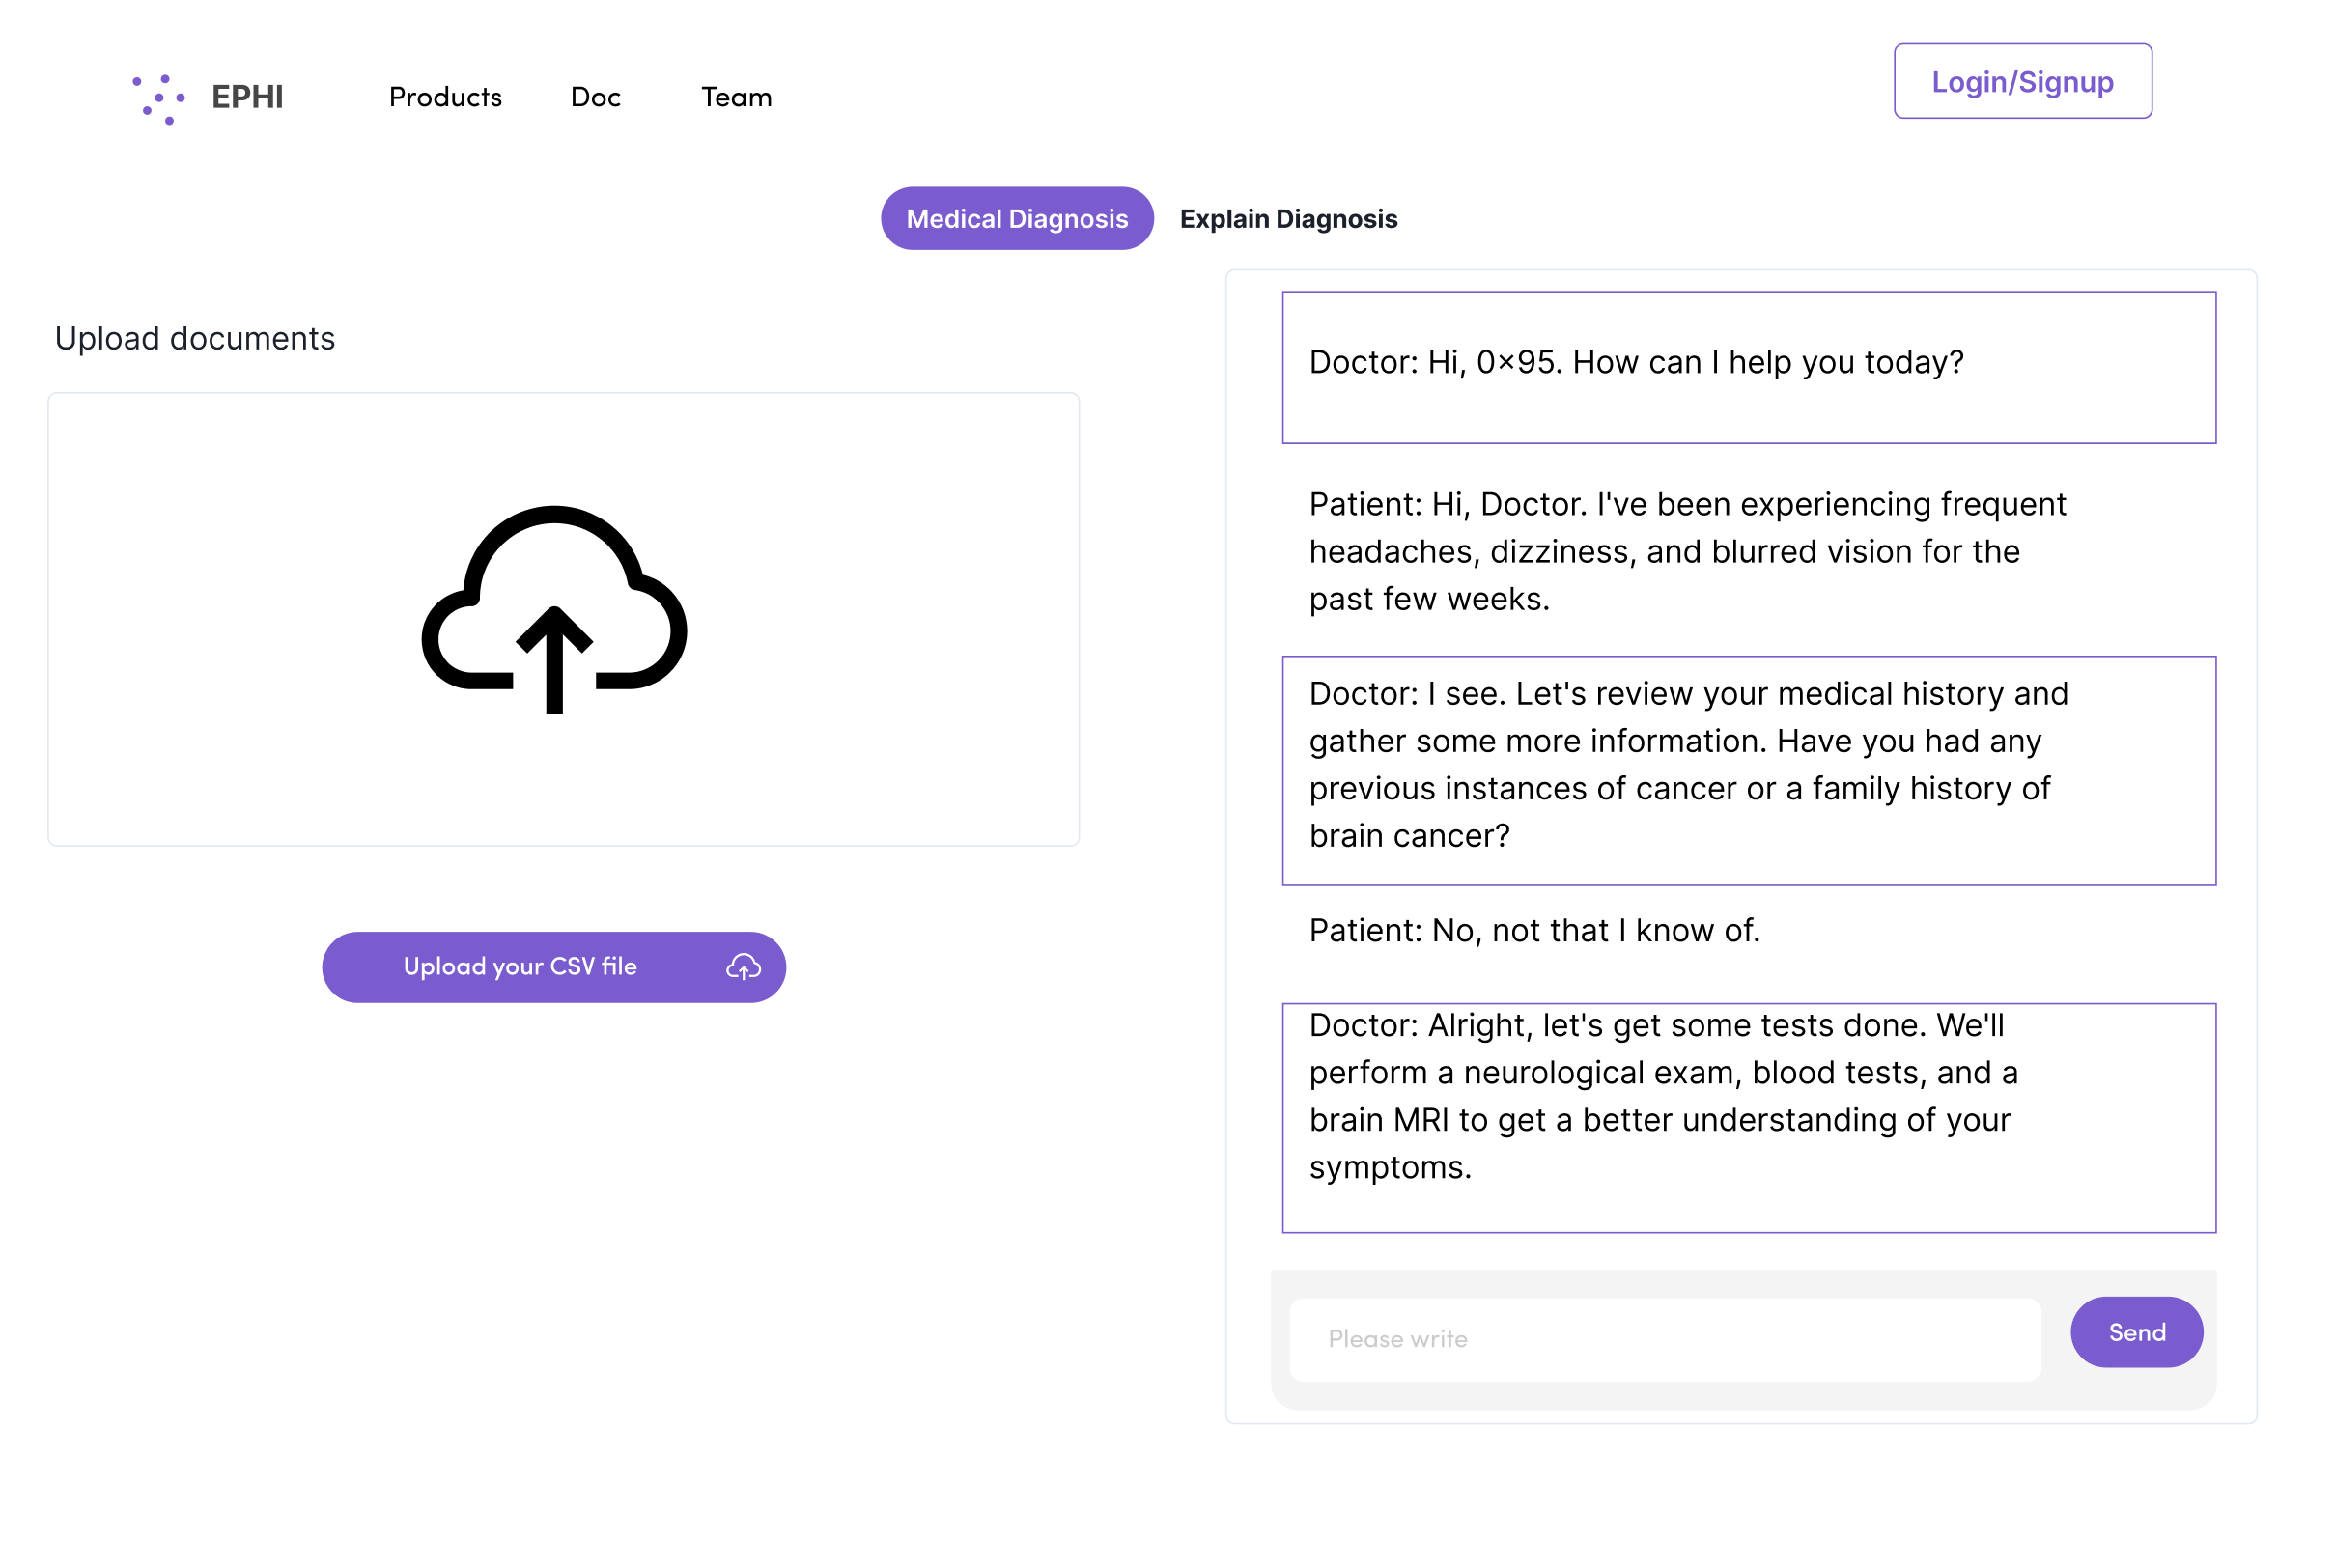 EPHI
Products
Doc
Team
Login/Signup
Medical Diagnosis
Explain Diagnosis
Upload documents
Upload your CSV file
Doctor: Hi, 0×95. How can I help you today?
Patient: Hi, Doctor. I've been experiencing frequent
headaches, dizziness, and blurred vision for the
past few weeks.
Doctor: I see. Let's review your medical history and
gather some more information. Have you had any
previous instances of cancer or a family history of
brain cancer?
Patient: No, not that I know of.
Doctor: Alright, let's get some tests done. We'll
perform a neurological exam, blood tests, and a
brain MRI to get a better understanding of your
symptoms.
Please write
Send